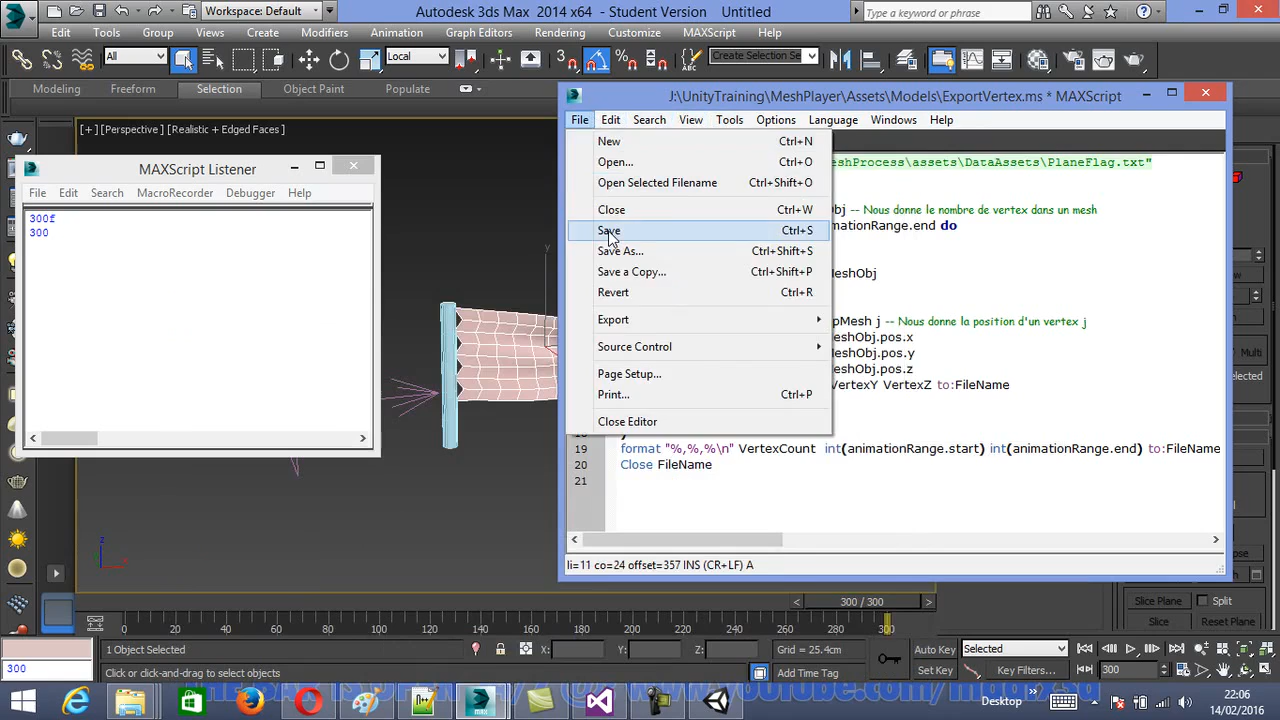 Workspace: Default
Autodesk 3ds Max 2014 x64 - Student Version Untitled
Type a keyword or phrase
Edit Tools Group Views Create Modifiers Animation Graph Editors Rendering Customize MAXScript Help
All Local Create Selection Se
Modeling Freeform Selection Object Paint Populate
[+] [Perspective] [Realistic + Edged Faces]
MAXScript Listener
File Edit Search MacroRecorder Debugger Help
300f
300
J:\UnityTraining\MeshPlayer\Assets\Models\ExportVertex.ms * MAXScript
File Edit Search View Tools Options Language Windows Help
New Ctrl+N
Open... Ctrl+O
Open Selected Filename Ctrl+Shift+O
Close Ctrl+W
Save Ctrl+S
Save As... Ctrl+Shift+S
Save a Copy... Ctrl+Shift+P
Revert Ctrl+R
Export
Source Control
Page Setup...
Print... Ctrl+P
Close Editor
eshProcess\assets\DataAssets\PlaneFlag.txt"
Obj -- Nous donne le nombre de vertex dans un mesh
imationRange.end do
MeshObj
pMesh j -- Nous donne la position d'un vertex j
eshObj.pos.x
eshObj.pos.y
eshObj.pos.z
VertexY VertexZ to:FileName
19 format "%,%,%\n" VertexCount int(animationRange.start) int(animationRange.end) to:FileName
20 Close FileName
21
li=11 co=24 offset=357 INS (CR+LF) A
Multi
elected
Slice Plane Split
Slice Reset Plane
300 / 300
0 20 40 60 80 100 120 140 160 180 200 220 240 260 280 300
1 Object Selected X: Y: Z: Grid = 25.4cm Auto Key Selected
300 Click or click-and-drag to select objects Add Time Tag Set Key Key Filters... 300
Desktop
22:06
14/02/2016